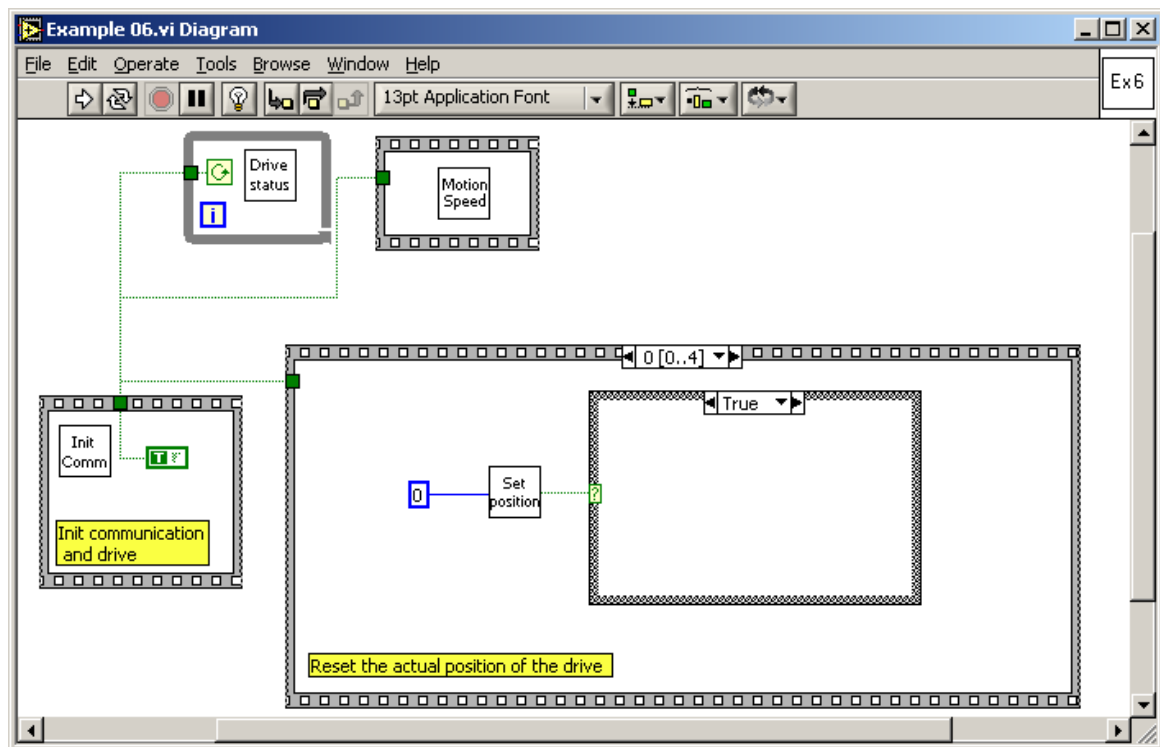 Example 06.vi Diagram
File Edit Operate Tools Browse Window Help
13pt Application Font
Ex6
Drive
status
i
Motion
Speed
0 [0..4]
True
Init
Comm
T
0
Set
position
?
Init communication
and drive
Reset the actual position of the drive